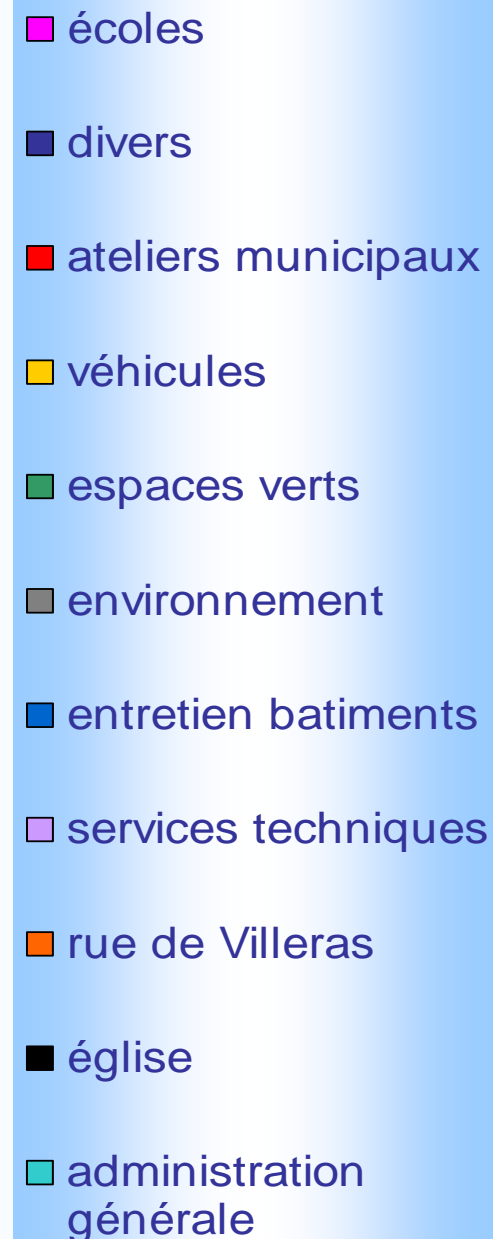 écoles
divers
ateliers municipaux
véhicules
espaces verts
environnement
entretien batiments
services techniques
rue de Villeras
église
administration
générale